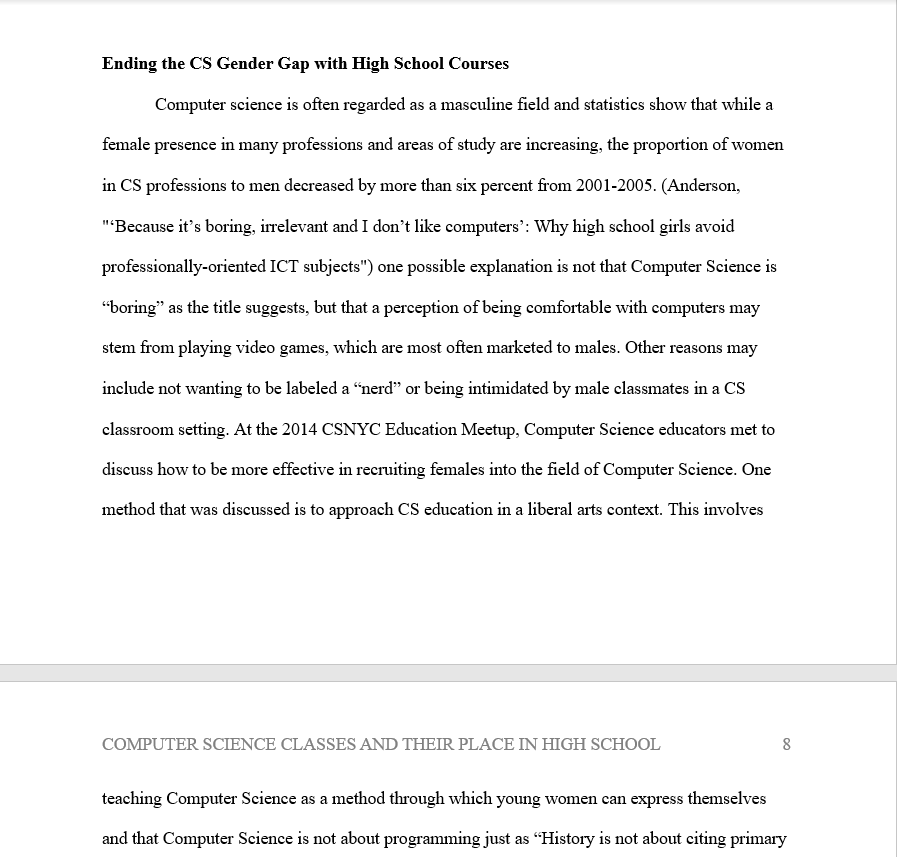 Ending the CS Gender Gap with High School Courses
Computer science is often regarded as a masculine field and statistics show that while a
female presence in many professions and areas of study are increasing, the proportion of women
in CS professions to men decreased by more than six percent from 2001-2005. (Anderson,
"‘Because it’s boring, irrelevant and I don’t like computers’: Why high school girls avoid
professionally-oriented ICT subjects") one possible explanation is not that Computer Science is
“boring” as the title suggests, but that a perception of being comfortable with computers may
stem from playing video games, which are most often marketed to males. Other reasons may
include not wanting to be labeled a “nerd” or being intimidated by male classmates in a CS
classroom setting. At the 2014 CSNYC Education Meetup, Computer Science educators met to
discuss how to be more effective in recruiting females into the field of Computer Science. One
method that was discussed is to approach CS education in a liberal arts context. This involves
COMPUTER SCIENCE CLASSES AND THEIR PLACE IN HIGH SCHOOL 8
teaching Computer Science as a method through which young women can express themselves
and that Computer Science is not about programming just as “History is not about citing primary